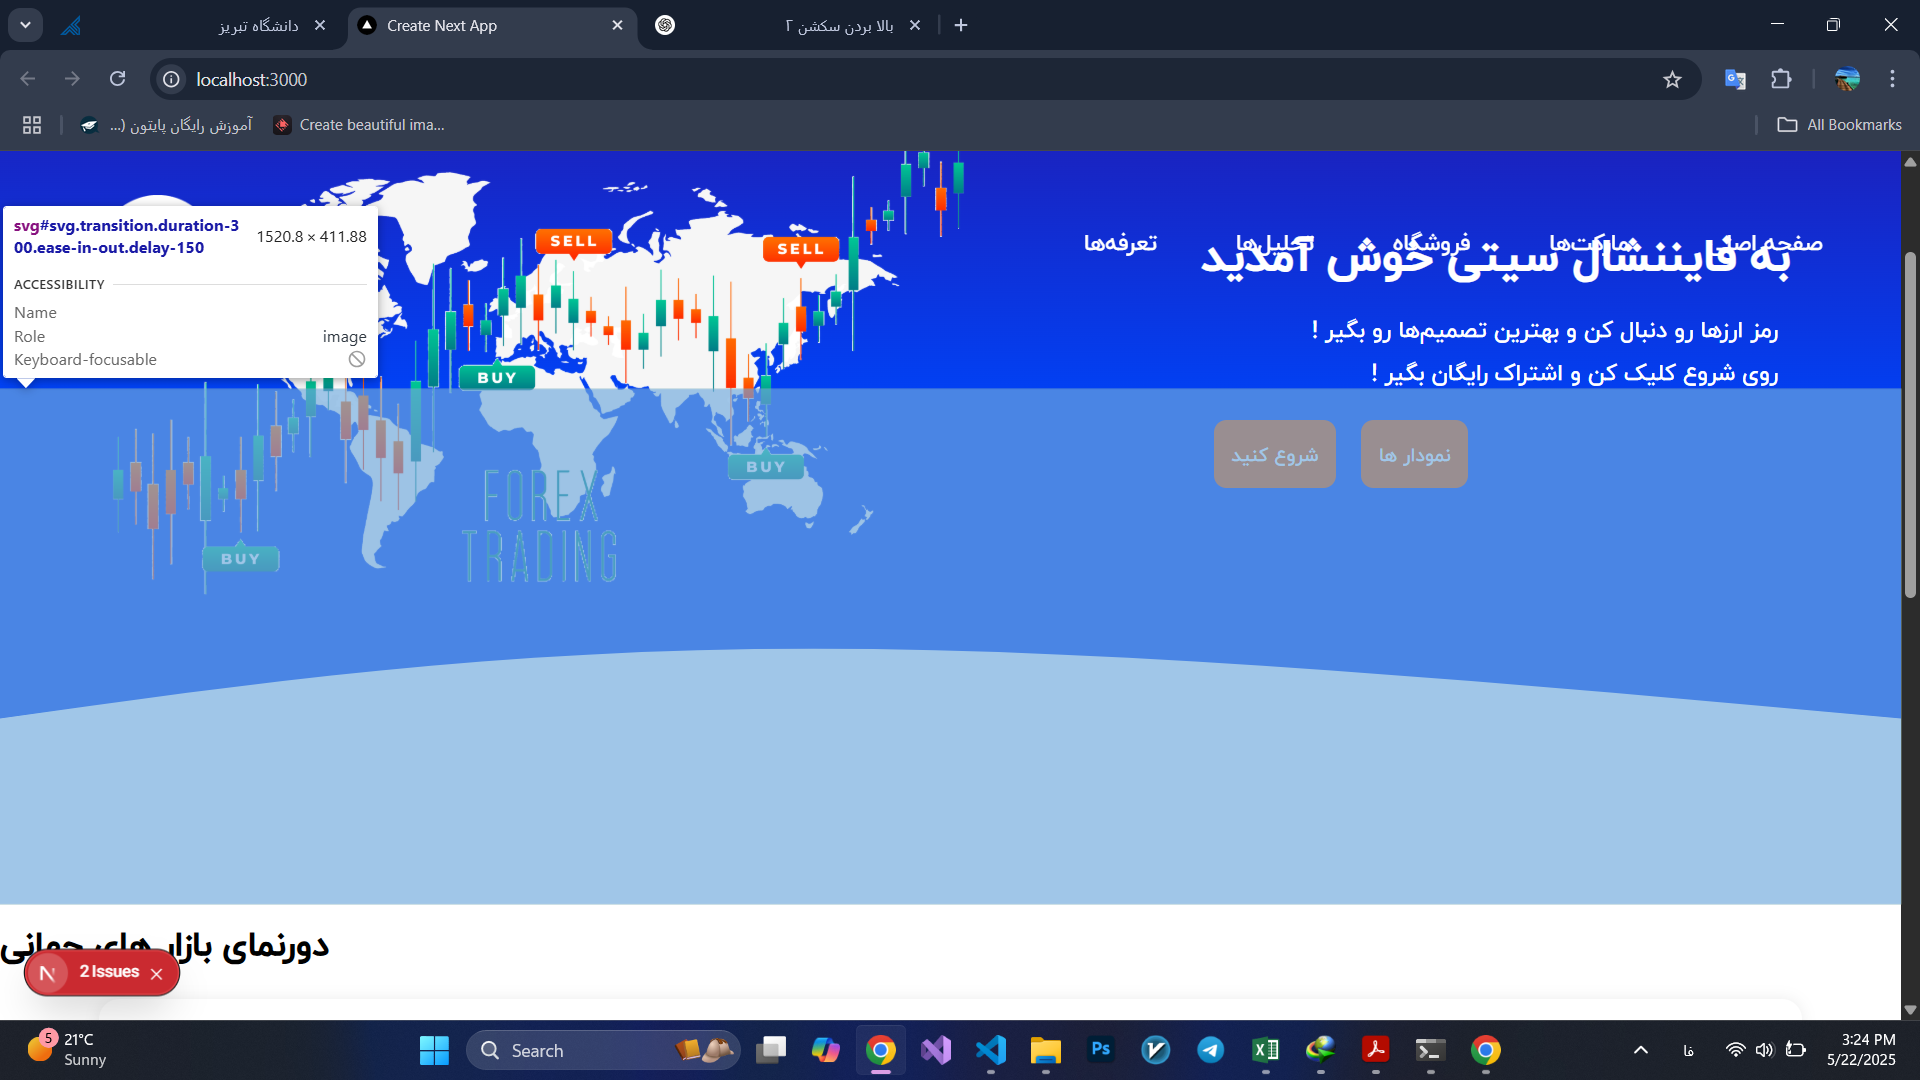 دانشگاه تبریز
Create Next App
بالا بردن سکشن ۲
localhost:3000
آموزش رایگان پایتون (...
Create beautiful ima...
All Bookmarks
svg#svg.transition.duration-3
00.ease-in-out.delay-150
1520.8 × 411.88
ACCESSIBILITY
Name
Role
image
Keyboard-focusable
SELL
SELL
BUY
BUY
BUY
FOREX
TRADING
صفحه اصلی
مارکت‌ها
فروشگاه
تحلیل‌ها
تعرفه‌ها
به فایننشال سیتی خوش آمدید
رمز ارزها رو دنبال کن و بهترین تصمیم‌ها رو بگیر !
روی شروع کلیک کن و اشتراک رایگان بگیر !
نمودار ها
شروع کنید
دورنمای بازار های جهانی
N
2 Issues
5
21°C
Sunny
Search
Ps
فا
3:24 PM
5/22/2025